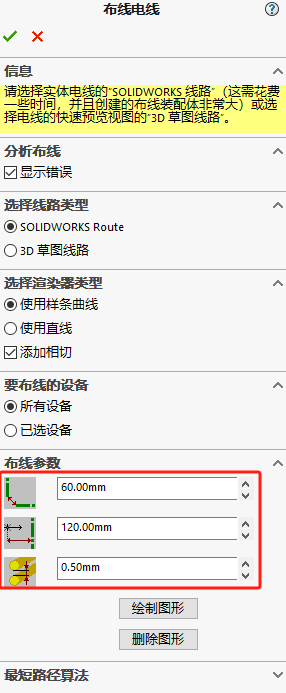 布线电线
信息
请选择实体电线的“SOLIDWORKS 线路”（这需花费
一些时间，并且创建的布线装配体非常大）或选
择电线的快速预览视图的“3D 草图线路”。
分析布线
显示错误
选择线路类型
SOLIDWORKS Route
3D 草图线路
选择渲染器类型
使用样条曲线
使用直线
添加相切
要布线的设备
所有设备
已选设备
布线参数
60.00mm
120.00mm
0.50mm
绘制图形
删除图形
最短路径算法